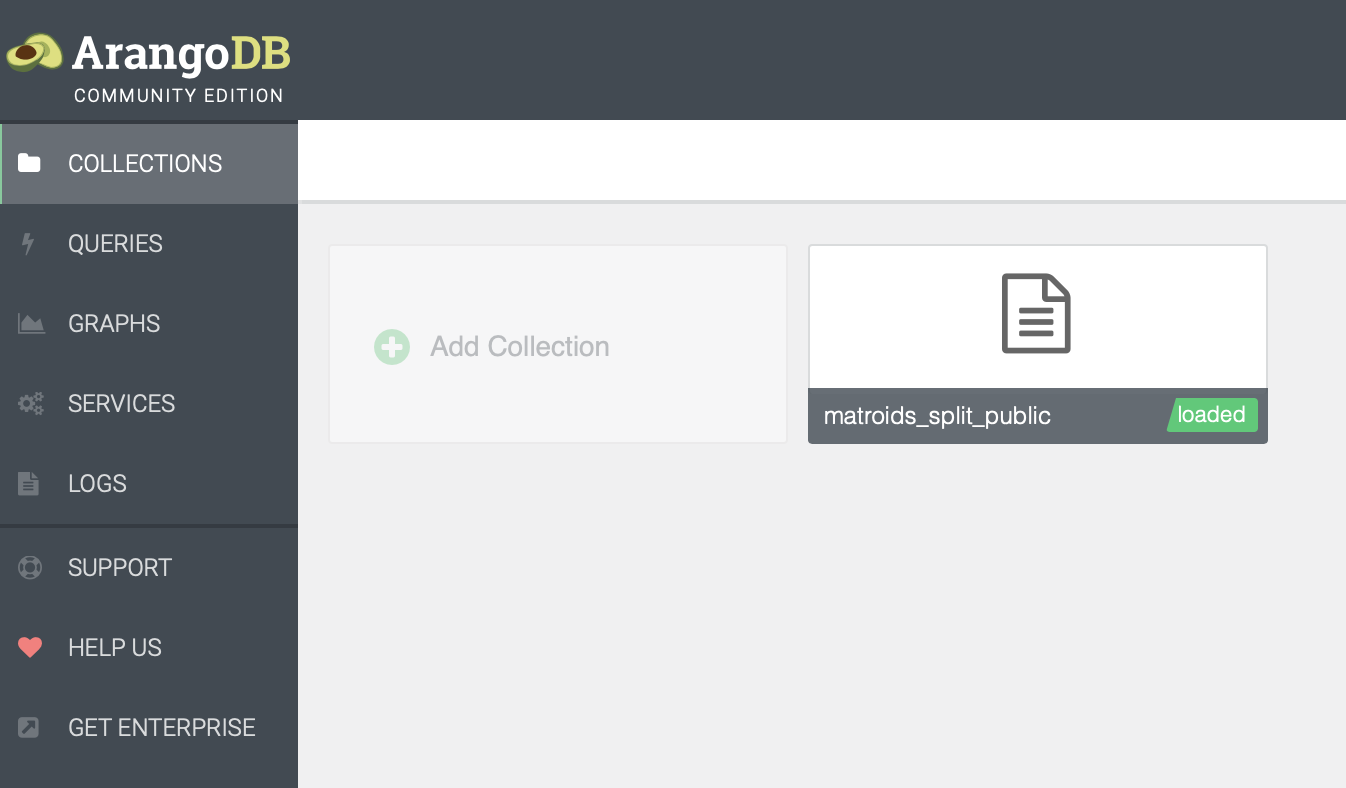 ArangoDB
COMMUNITY EDITION
COLLECTIONS
QUERIES
GRAPHS
SERVICES
LOGS
SUPPORT
HELP US
GET ENTERPRISE
Add Collection
matroids_split_public
loaded